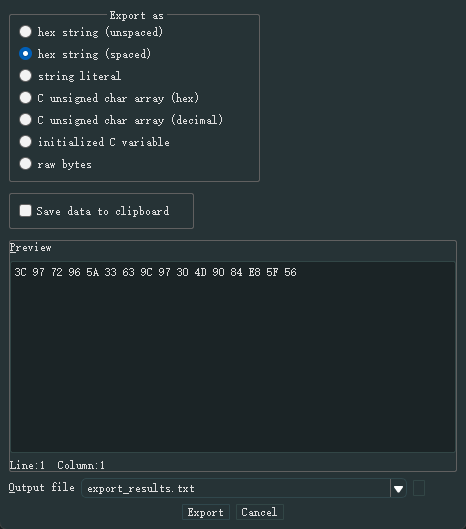 Export as
hex string (unspaced)
hex string (spaced)
string literal
C unsigned char array (hex)
C unsigned char array (decimal)
initialized C variable
raw bytes
Save data to clipboard
Preview
3C 97 72 96 5A 33 63 9C 97 30 4D 90 84 E8 5F 56
Line:1 Column:1
Output file export_results.txt
Export Cancel